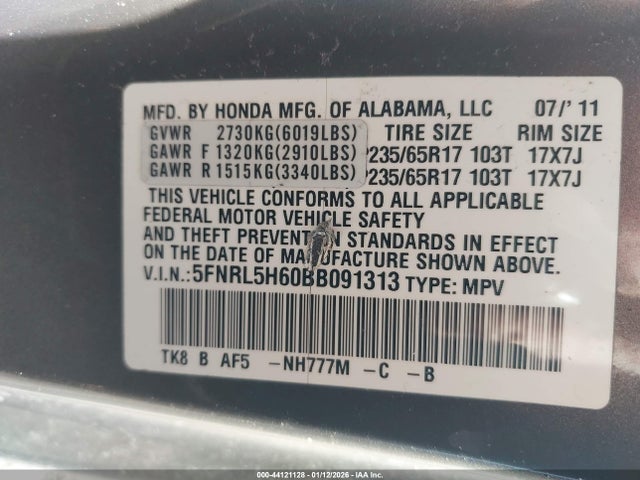 MFD. BY HONDA MFG. OF ALABAMA, LLC 07/' 11
GVWR 2730KG(6019LBS) TIRE SIZE RIM SIZE
GAWR F 1320KG(2910LBS) P235/65R17 103T 17X7J
GAWR R 1515KG(3340LBS) P235/65R17 103T 17X7J
THIS VEHICLE CONFORMS TO ALL APPLICABLE
FEDERAL MOTOR VEHICLE SAFETY
AND THEFT PREVENTION STANDARDS IN EFFECT
ON THE DATE OF MANUFACTURE SHOWN ABOVE.
V.I.N.: 5FNRL5H60BB091313 TYPE: MPV
TK8 B AF5 -NH777M -C -B
000-44121128 - 01/12/2026 - IAA Inc.